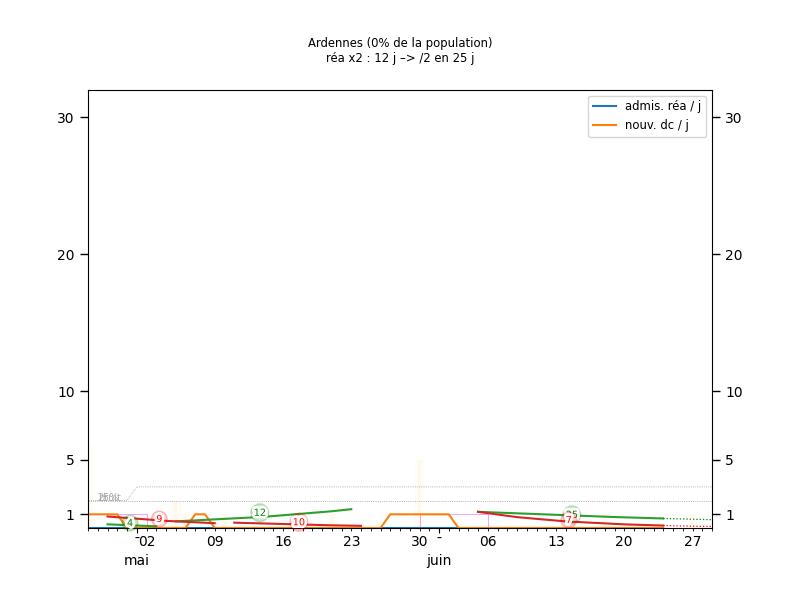 Ardennes (0% de la population)
réa x2 : 12 j –> /2 en 25 j
admis. réa / j
nouv. dc / j
30 30
20 20
10 10
5 5
1 1
4 9 12 10 7
02 09 16 23 30 06 13 20 27
mai juin